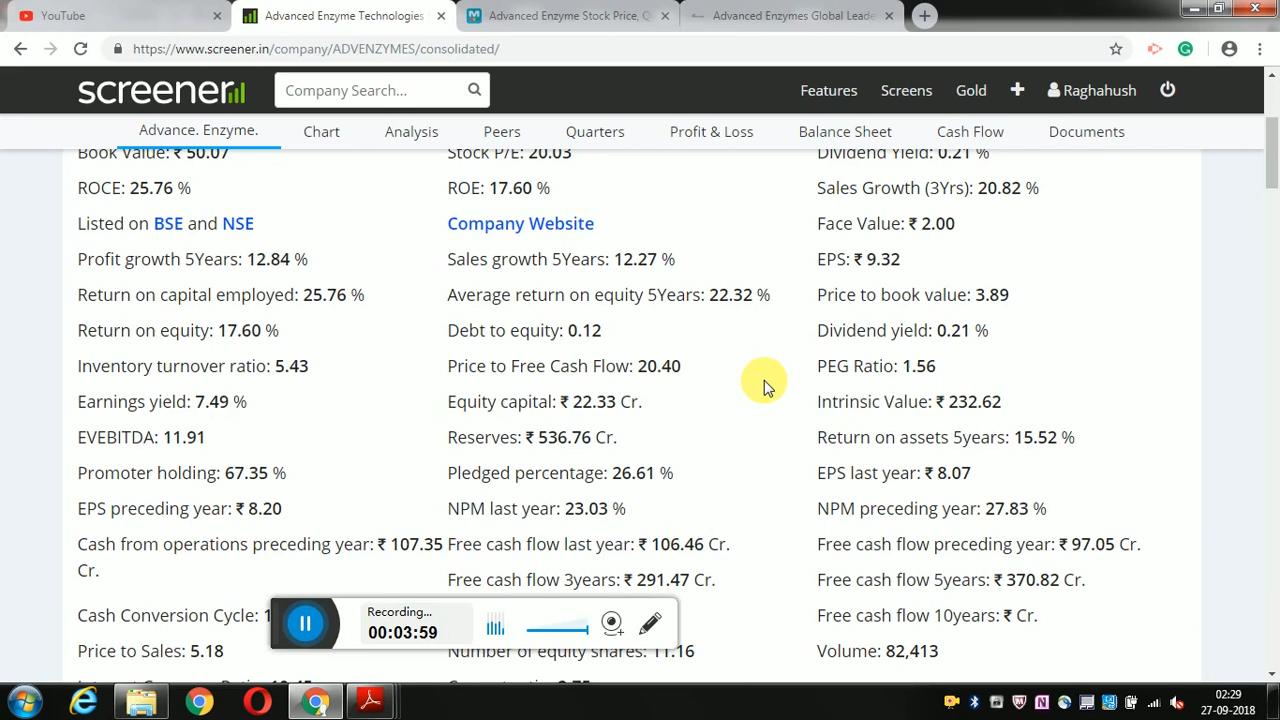 YouTube
Advanced Enzyme Technologies
Advanced Enzyme Stock Price, Q
Advanced Enzymes Global Leade
https://www.screener.in/company/ADVENZYMES/consolidated/
screener
Company Search...
Features
Screens
Gold
Raghahush
Advance. Enzyme.
Chart
Analysis
Peers
Quarters
Profit & Loss
Balance Sheet
Cash Flow
Documents
Book Value: ₹ 50.07
Stock P/E: 20.03
Dividend Yield: 0.21 %
ROCE: 25.76 %
ROE: 17.60 %
Sales Growth (3Yrs): 20.82 %
Listed on BSE and NSE
Company Website
Face Value: ₹ 2.00
Profit growth 5Years: 12.84 %
Sales growth 5Years: 12.27 %
EPS: ₹ 9.32
Return on capital employed: 25.76 %
Average return on equity 5Years: 22.32 %
Price to book value: 3.89
Return on equity: 17.60 %
Debt to equity: 0.12
Dividend yield: 0.21 %
Inventory turnover ratio: 5.43
Price to Free Cash Flow: 20.40
PEG Ratio: 1.56
Earnings yield: 7.49 %
Equity capital: ₹ 22.33 Cr.
Intrinsic Value: ₹ 232.62
EVEBITDA: 11.91
Reserves: ₹ 536.76 Cr.
Return on assets 5years: 15.52 %
Promoter holding: 67.35 %
Pledged percentage: 26.61 %
EPS last year: ₹ 8.07
EPS preceding year: ₹ 8.20
NPM last year: 23.03 %
NPM preceding year: 27.83 %
Cash from operations preceding year: ₹ 107.35
Cr.
Free cash flow last year: ₹ 106.46 Cr.
Free cash flow preceding year: ₹ 97.05 Cr.
Free cash flow 3years: ₹ 291.47 Cr.
Free cash flow 5years: ₹ 370.82 Cr.
Cash Conversion Cycle:
Free cash flow 10years: ₹ Cr.
Recording...
00:03:59
Price to Sales: 5.18
Number of equity shares: 11.16
Volume: 82,413
02:29
27-09-2018